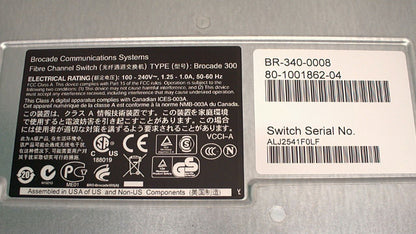 Brocade Communications Systems
Fibre Channel Switch (光纤通道交换机) TYPE (型号): Brocade 300
ELECTRICAL RATING (额定电压): 100 - 240V~, 1.25 - 1.0A, 50-60 Hz
This Class A device complies with Part 15 of the FCC Rules. Operation is subject to
the following two conditions: (1) This device may not cause harmful interference, and (2) This device
must accept any interference received including interference that may cause undesired operation.
This Class A digital apparatus complies with Canadian ICES-003A.
Cet appareil numérique de la classe A est conforme à la norme NMB-003A du Canada.
この装置は、クラス A 情報技術装置です。この装置を家庭環境
で使用すると電波妨害を引き起こすことがあります。この場合には
使用者が適切な対策を講ずるよう要求されることがあります。
VCCI-A
188019
ME01
US
Assembled in USA of US and Non-US Components (美国制造)
BR-340-0008
80-1001862-04
Switch Serial No.
ALJ2541F0LF